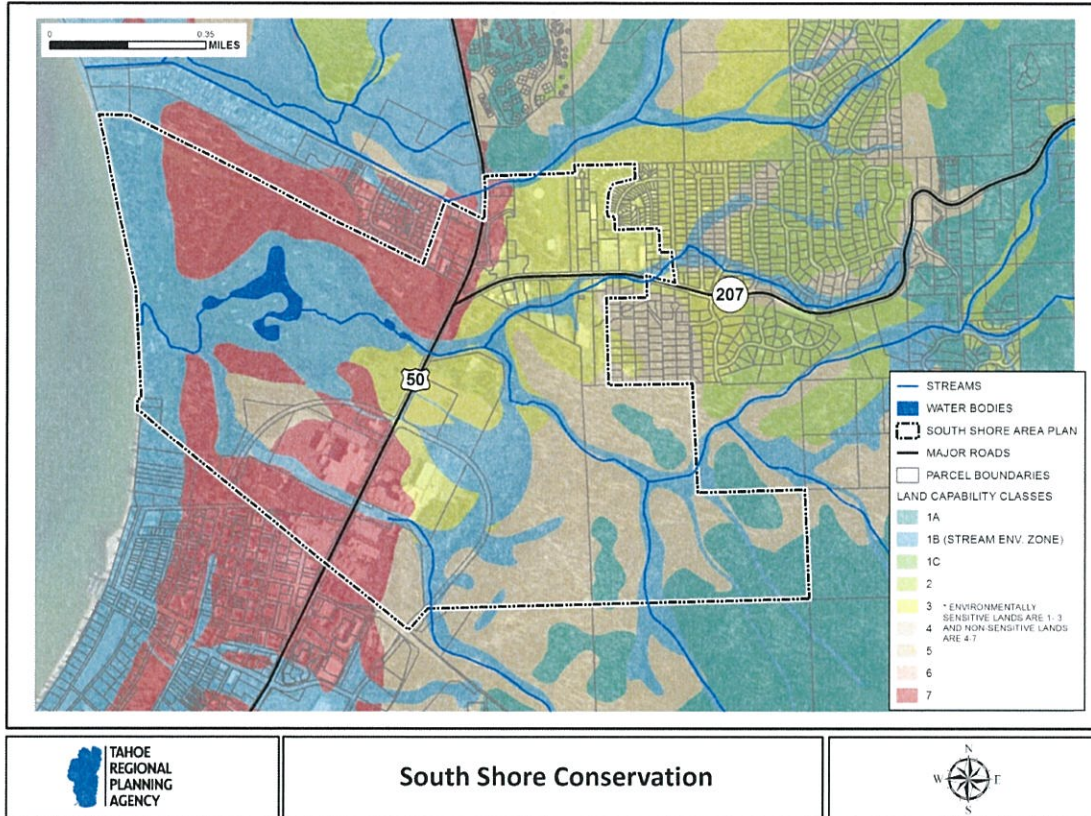 0 0.35
MILES
207
50
STREAMS
WATER BODIES
SOUTH SHORE AREA PLAN
MAJOR ROADS
PARCEL BOUNDARIES
LAND CAPABILITY CLASSES
1A
1B (STREAM ENV. ZONE)
1C
2
3 * ENVIRONMENTALLY
SENSITIVE LANDS ARE 1- 3
4 AND NON-SENSITIVE LANDS
ARE 4-7
5
6
7
TAHOE
REGIONAL
PLANNING
AGENCY
South Shore Conservation
N
W E
S